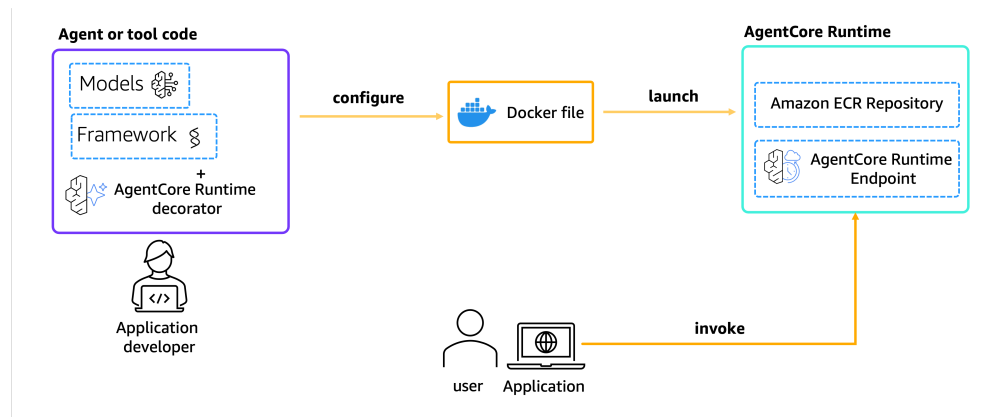 Agent or tool code
Models
Framework
+
AgentCore Runtime
decorator
Application
developer
configure
Docker file
launch
AgentCore Runtime
Amazon ECR Repository
AgentCore Runtime
Endpoint
invoke
user
Application